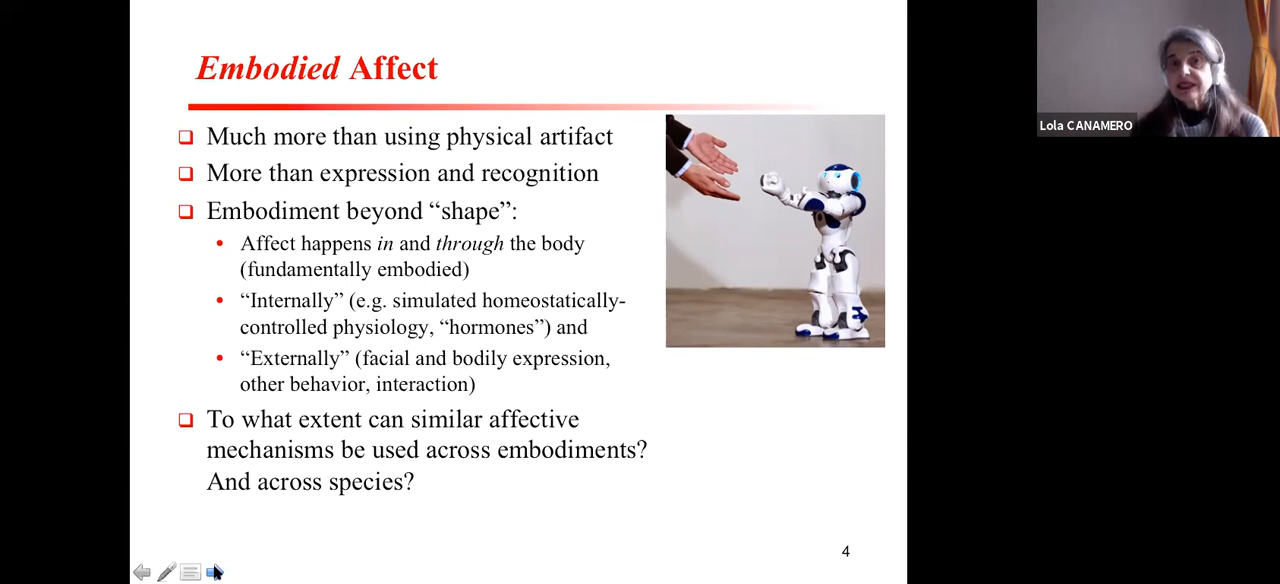 Embodied Affect
Much more than using physical artifact
More than expression and recognition
Embodiment beyond “shape”:
Affect happens in and through the body
(fundamentally embodied)
“Internally” (e.g. simulated homeostatically-
controlled physiology, “hormones”) and
“Externally” (facial and bodily expression,
other behavior, interaction)
To what extent can similar affective
mechanisms be used across embodiments?
And across species?
4
Lola CANAMERO